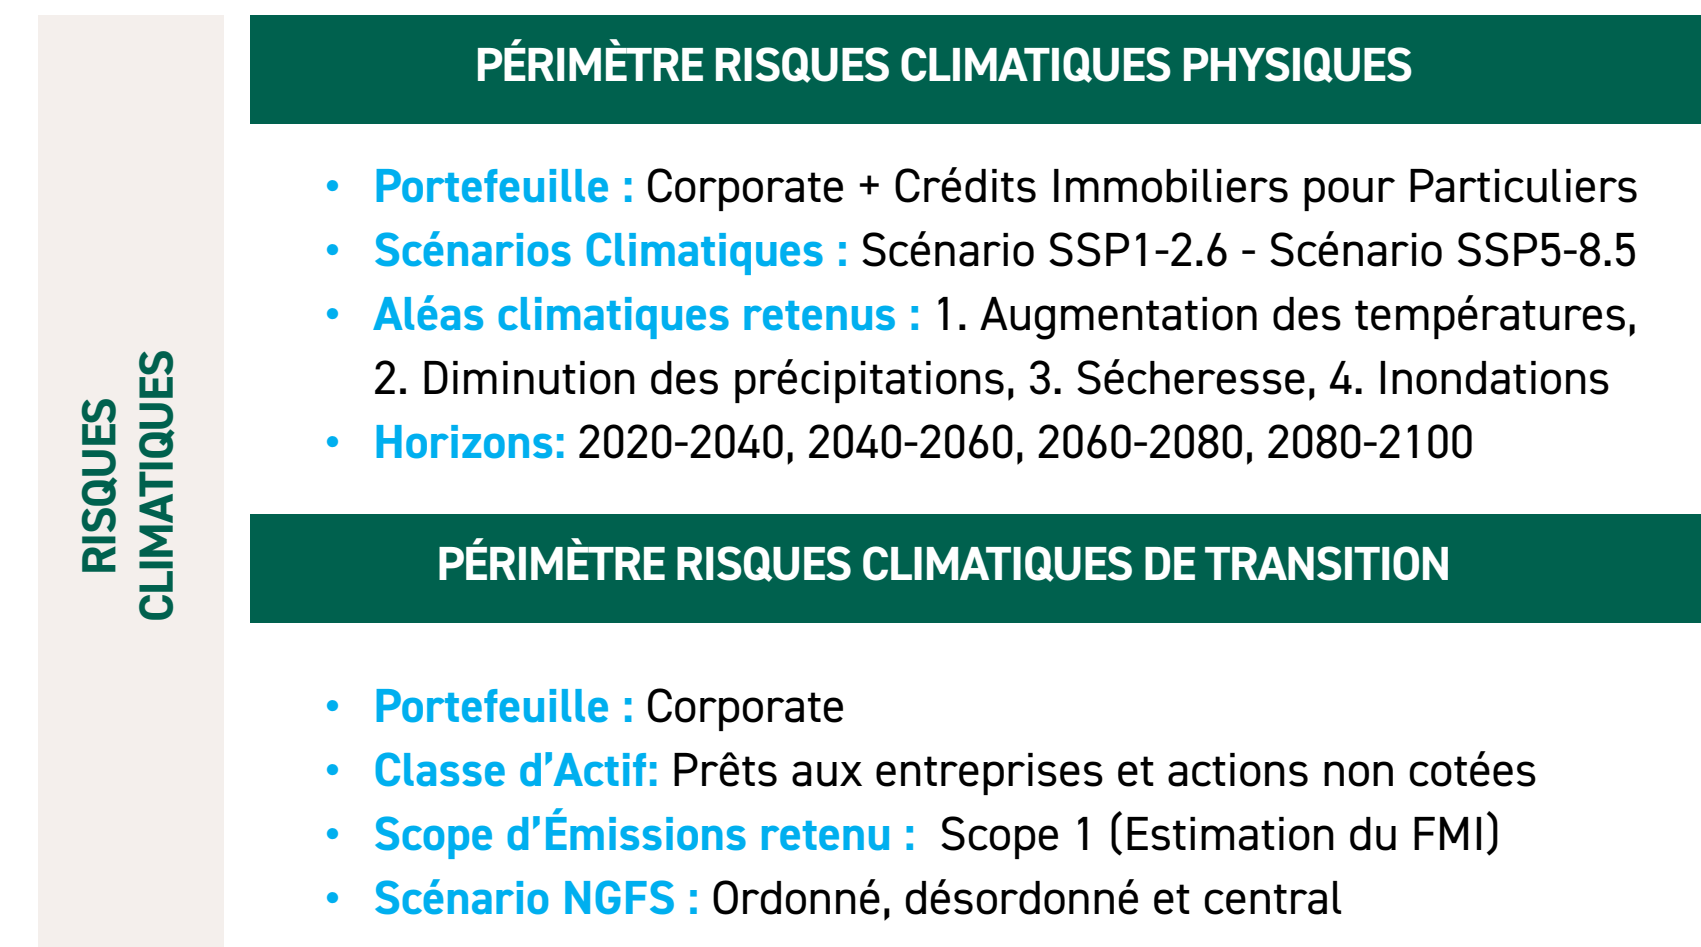 RISQUES
CLIMATIQUES
PÉRIMÈTRE RISQUES CLIMATIQUES PHYSIQUES
• Portefeuille : Corporate + Crédits Immobiliers pour Particuliers
• Scénarios Climatiques : Scénario SSP1-2.6 - Scénario SSP5-8.5
• Aléas climatiques retenus : 1. Augmentation des températures,
2. Diminution des précipitations, 3. Sécheresse, 4. Inondations
• Horizons: 2020-2040, 2040-2060, 2060-2080, 2080-2100
PÉRIMÈTRE RISQUES CLIMATIQUES DE TRANSITION
• Portefeuille : Corporate
• Classe d’Actif: Prêts aux entreprises et actions non cotées
• Scope d’Émissions retenu : Scope 1 (Estimation du FMI)
• Scénario NGFS : Ordonné, désordonné et central